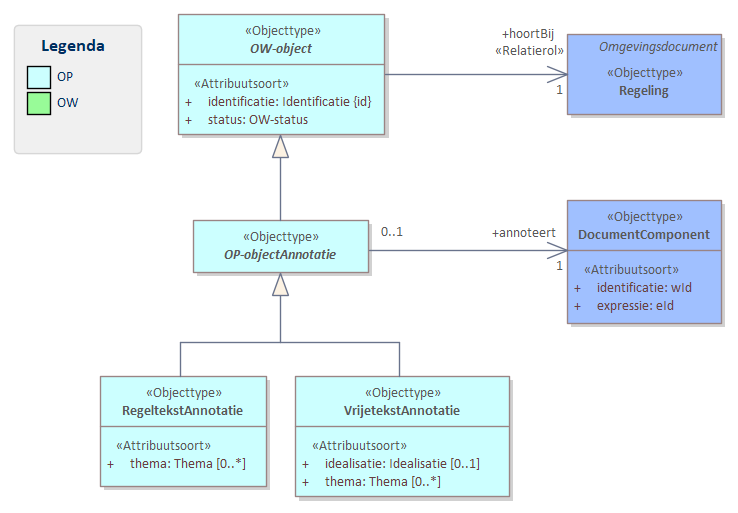 Legenda
OP
OW
«Objecttype»
OW-object
«Attribuutsoort»
+ identificatie: Identificatie {id}
+ status: OW-status
+hoortBij
«Relatierol»
1
Omgevingsdocument
«Objecttype»
Regeling
«Objecttype»
OP-objectAnnotatie
0..1
+annoteert
1
«Objecttype»
DocumentComponent
«Attribuutsoort»
+ identificatie: wId
+ expressie: eId
«Objecttype»
RegeltekstAnnotatie
«Attribuutsoort»
+ thema: Thema [0..*]
«Objecttype»
VrijetekstAnnotatie
«Attribuutsoort»
+ idealisatie: Idealisatie [0..1]
+ thema: Thema [0..*]